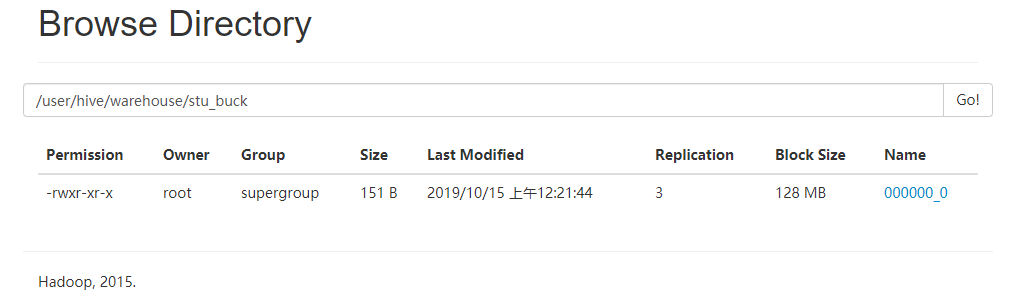 Browse Directory
/user/hive/warehouse/stu_buck Go!
Permission Owner Group Size Last Modified Replication Block Size Name
-rwxr-xr-x root supergroup 151 B 2019/10/15 上午12:21:44 3 128 MB 000000_0
Hadoop, 2015.